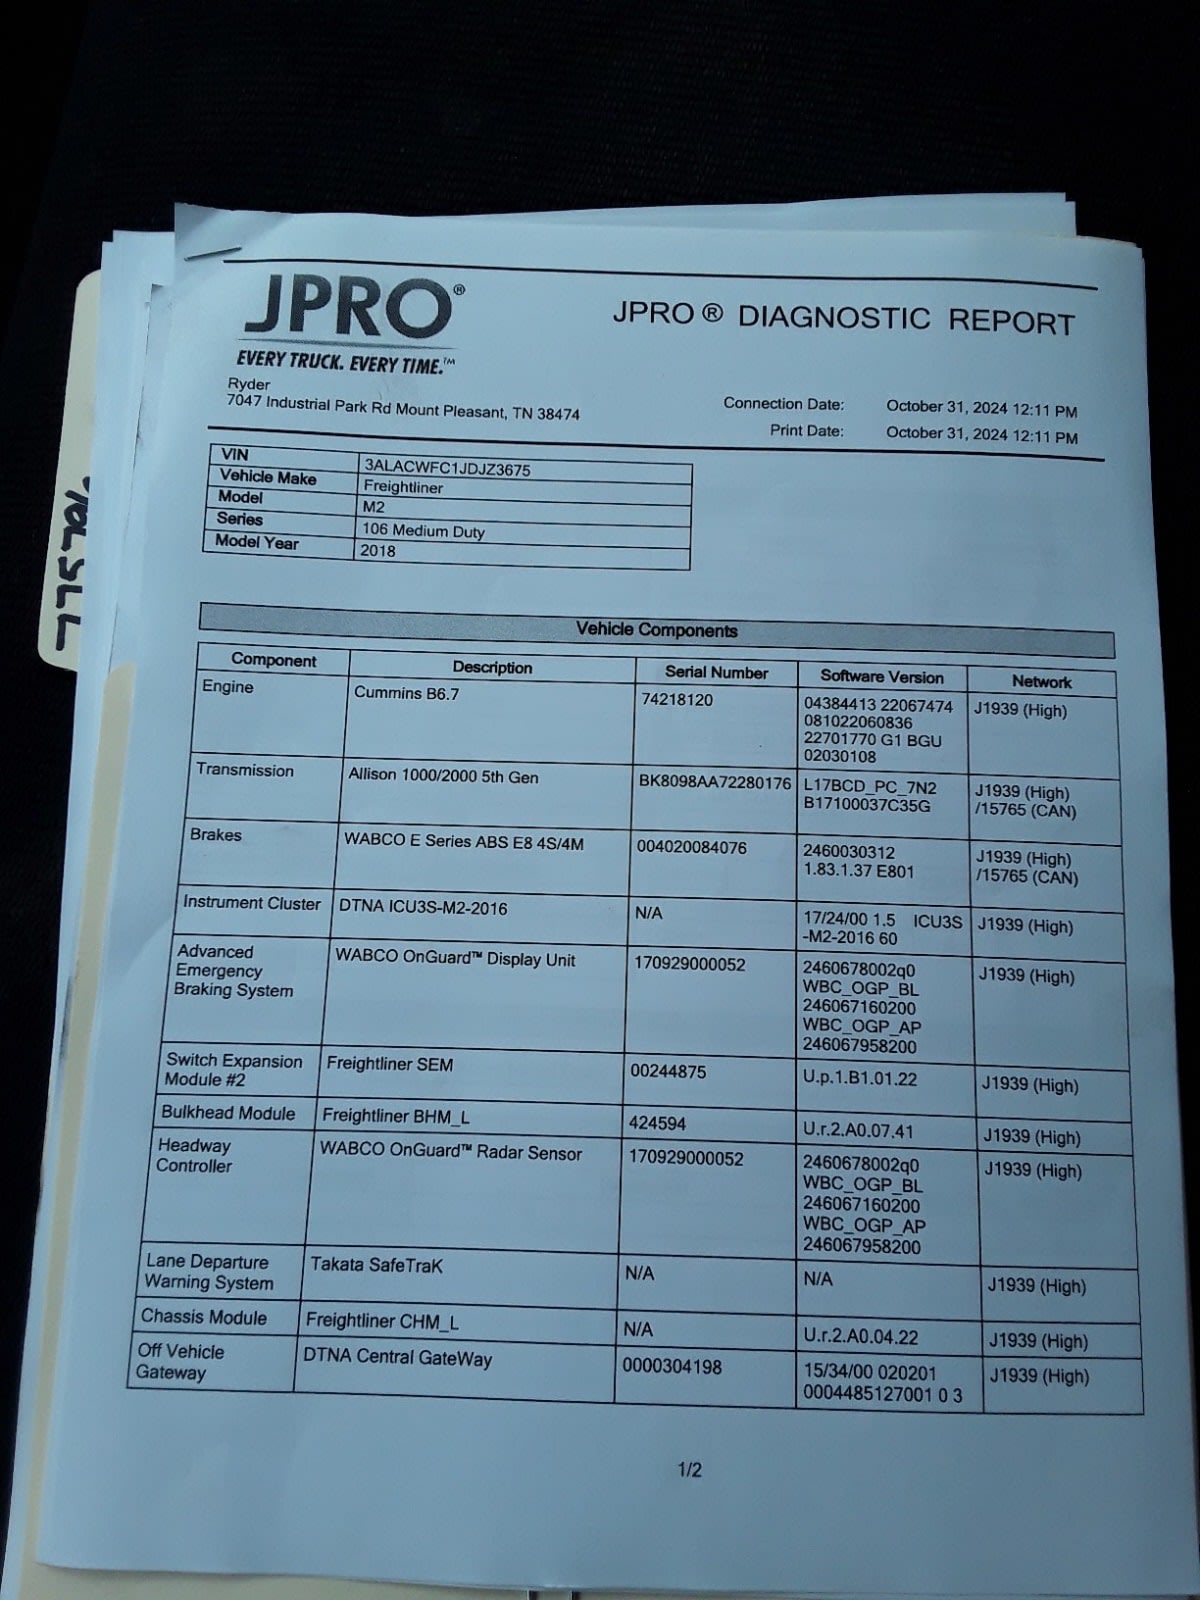 JPRO®
EVERY TRUCK. EVERY TIME.™
JPRO® DIAGNOSTIC REPORT
Ryder
7047 Industrial Park Rd Mount Pleasant, TN 38474
Connection Date: October 31, 2024 12:11 PM
Print Date: October 31, 2024 12:11 PM
VIN 3ALACWFC1JDJZ3675
Vehicle Make Freightliner
Model M2
Series 106 Medium Duty
Model Year 2018
Vehicle Components
Component Description Serial Number Software Version Network
Engine Cummins B6.7 74218120 04384413 22067474 J1939 (High)
081022060836
22701770 G1 BGU
02030108
Transmission Allison 1000/2000 5th Gen BK8098AA72280176 L17BCD_PC_7N2 J1939 (High)
B17100037C35G /15765 (CAN)
Brakes WABCO E Series ABS E8 4S/4M 004020084076 2460030312 J1939 (High)
1.83.1.37 E801 /15765 (CAN)
Instrument Cluster DTNA ICU3S-M2-2016 N/A 17/24/00 1.5 ICU3S J1939 (High)
-M2-2016 60
Advanced WABCO OnGuard™ Display Unit 170929000052 2460678002q0 J1939 (High)
Emergency WBC_OGP_BL
Braking System 246067160200
WBC_OGP_AP
246067958200
Switch Expansion Freightliner SEM 00244875 U.p.1.B1.01.22 J1939 (High)
Module #2
Bulkhead Module Freightliner BHM_L 424594 U.r.2.A0.07.41 J1939 (High)
Headway WABCO OnGuard™ Radar Sensor 170929000052 2460678002q0 J1939 (High)
Controller WBC_OGP_BL
246067160200
WBC_OGP_AP
246067958200
Lane Departure Takata SafeTraK N/A N/A J1939 (High)
Warning System
Chassis Module Freightliner CHM_L N/A U.r.2.A0.04.22 J1939 (High)
Off Vehicle DTNA Central GateWay 0000304198 15/34/00 020201 J1939 (High)
Gateway 0004485127001 0 3
1/2